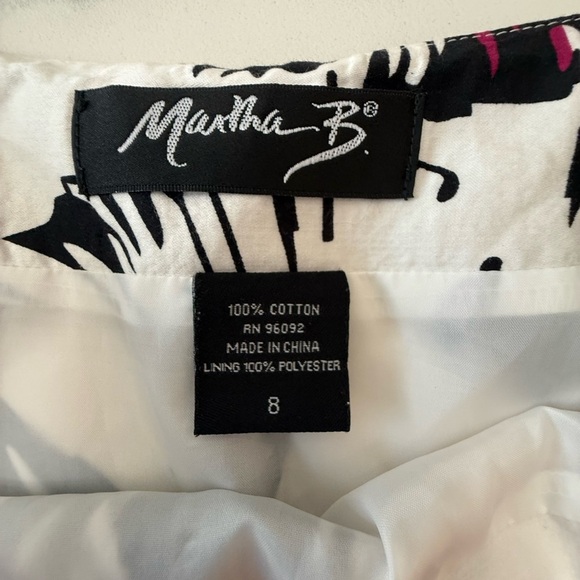 Martha B.®
100% COTTON
RN 96092
MADE IN CHINA
LINING 100% POLYESTER
8